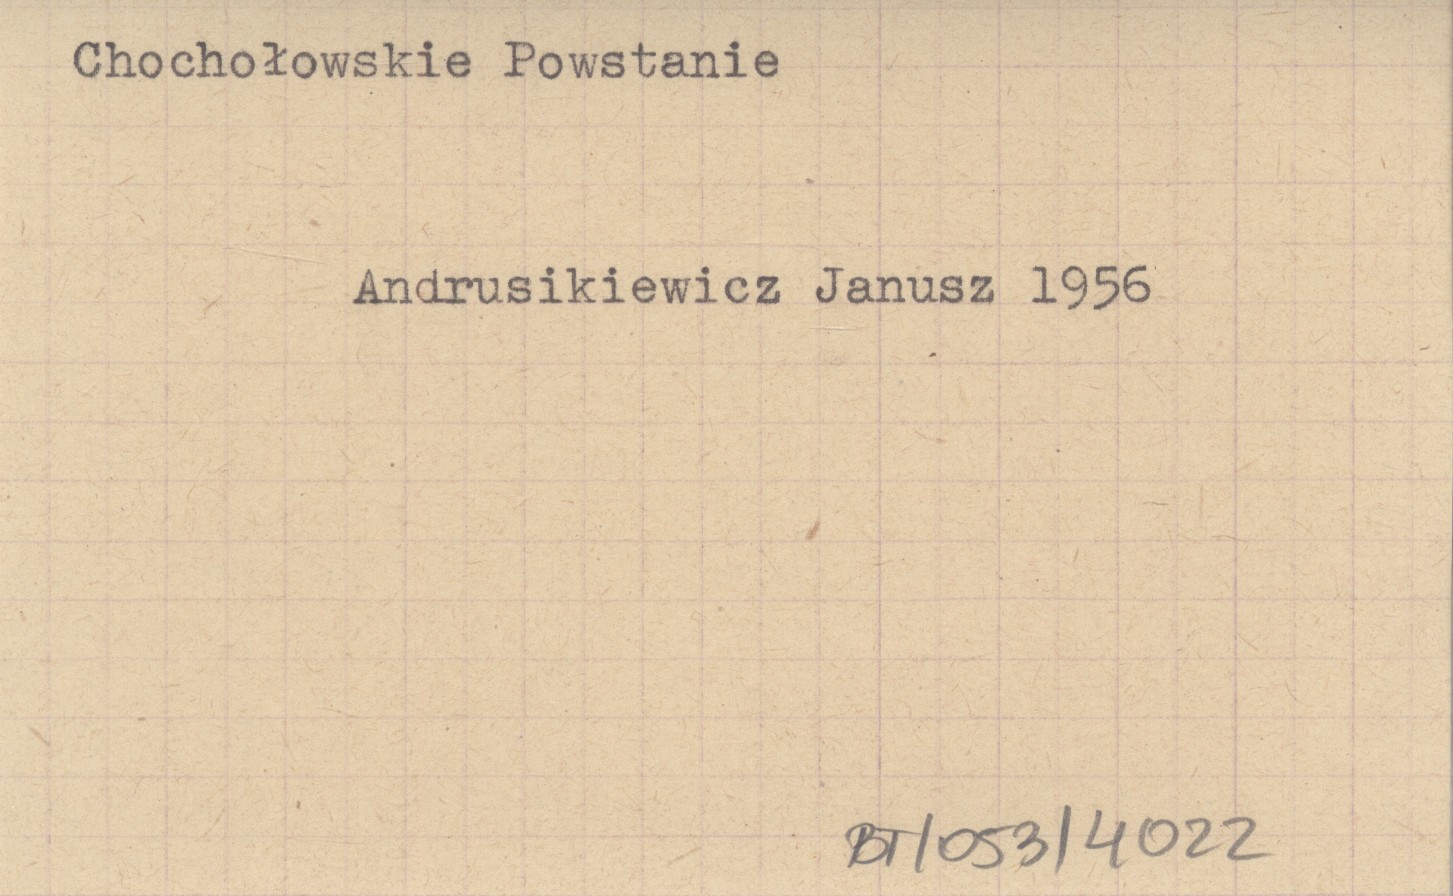 Chochołowskie Powstanie
Andrusikiewicz Janusz 1956
BT/053/4022